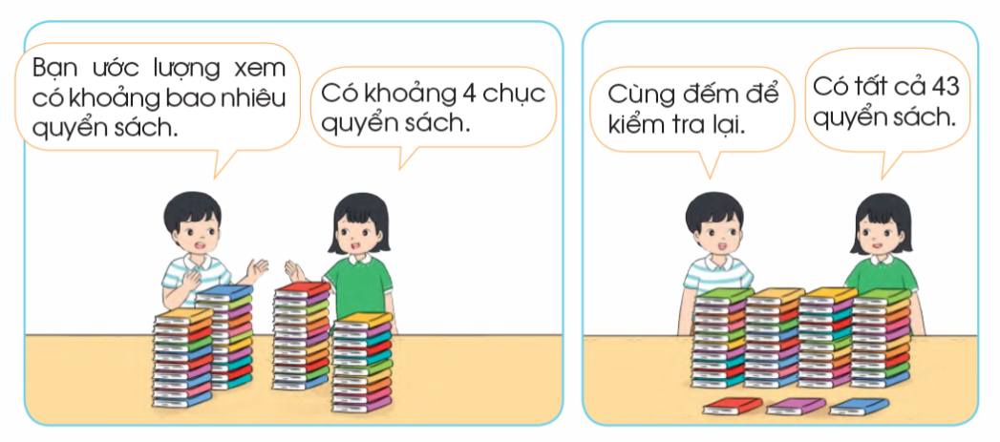 Bạn ước lượng xem
có khoảng bao nhiêu
quyển sách.
Có khoảng 4 chục
quyển sách.
Cùng đếm để
kiểm tra lại.
Có tất cả 43
quyển sách.